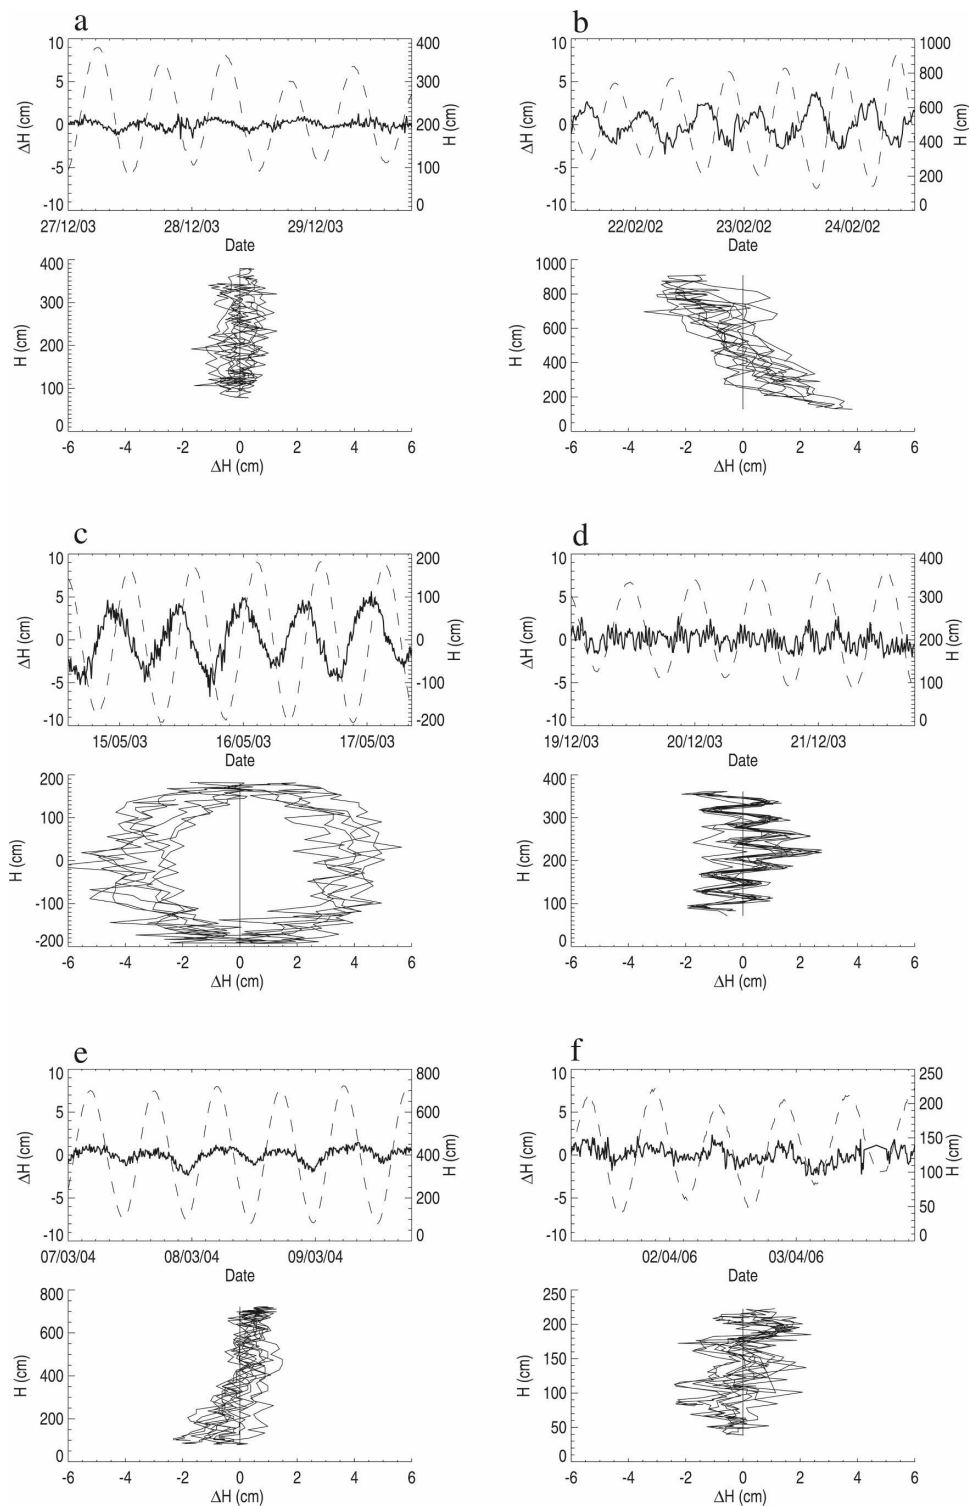 a
10 5 0 -5 -10
ΔH (cm)
400 300 200 100 0
H (cm)
27/12/03 28/12/03 29/12/03
Date
400 300 200 100 0
H (cm)
-6 -4 -2 0 2 4 6
ΔH (cm)
b
10 5 0 -5 -10
ΔH (cm)
1000 800 600 400 200 0
H (cm)
22/02/02 23/02/02 24/02/02
Date
1000 800 600 400 200 0
H (cm)
-6 -4 -2 0 2 4 6
ΔH (cm)
c
10 5 0 -5 -10
ΔH (cm)
200 100 0 -100 -200
H (cm)
15/05/03 16/05/03 17/05/03
Date
200 100 0 -100 -200
H (cm)
-6 -4 -2 0 2 4 6
ΔH (cm)
d
10 5 0 -5 -10
ΔH (cm)
400 300 200 100 0
H (cm)
19/12/03 20/12/03 21/12/03
Date
400 300 200 100 0
H (cm)
-6 -4 -2 0 2 4 6
ΔH (cm)
e
10 5 0 -5 -10
ΔH (cm)
800 600 400 200 0
H (cm)
07/03/04 08/03/04 09/03/04
Date
800 600 400 200 0
H (cm)
-6 -4 -2 0 2 4 6
ΔH (cm)
f
10 5 0 -5 -10
ΔH (cm)
250 200 150 100 50 0
H (cm)
02/04/06 03/04/06
Date
250 200 150 100 50 0
H (cm)
-6 -4 -2 0 2 4 6
ΔH (cm)